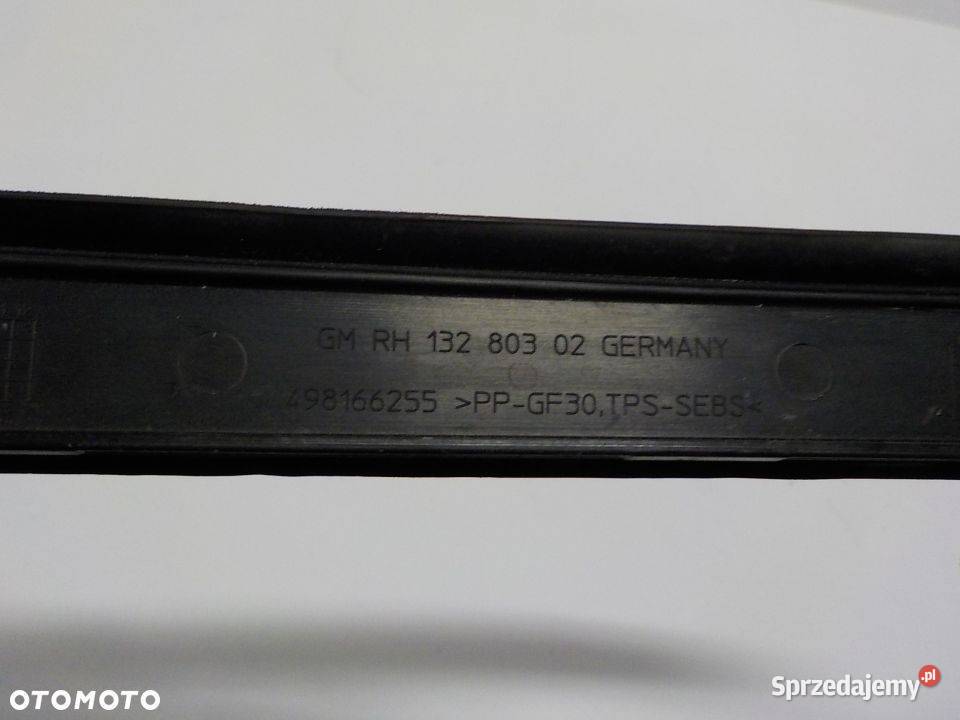 GM RH 132 803 02 GERMANY
498166255 >PP-GF30,TPS-SEBS<
OTOMOTO
Sprzedajemy.pl